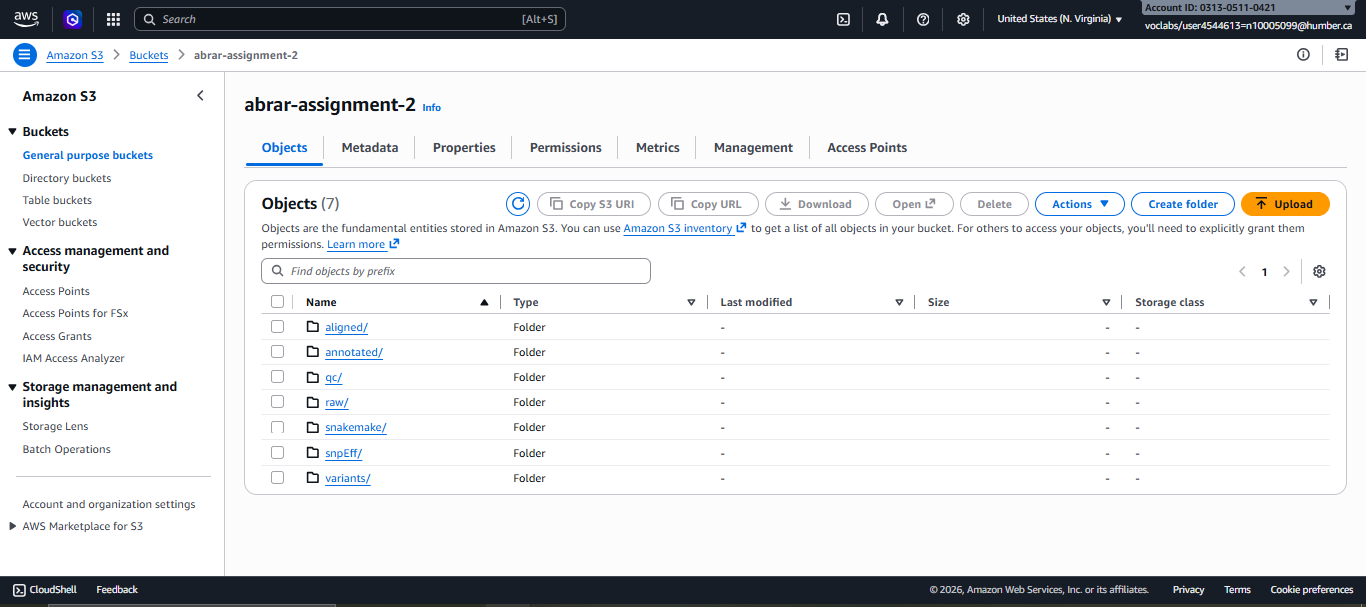 aws
Search [Alt+S]
United States (N. Virginia)
Account ID: 0313-0511-0421
voclabs/user4544613=n10005099@humber.ca
Amazon S3 > Buckets > abrar-assignment-2
Amazon S3
Buckets
General purpose buckets
Directory buckets
Table buckets
Vector buckets
Access management and
security
Access Points
Access Points for FSx
Access Grants
IAM Access Analyzer
Storage management and
insights
Storage Lens
Batch Operations
Account and organization settings
AWS Marketplace for S3
abrar-assignment-2 Info
Objects Metadata Properties Permissions Metrics Management Access Points
Objects (7)
Copy S3 URI Copy URL Download Open Delete Actions Create folder Upload
Objects are the fundamental entities stored in Amazon S3. You can use Amazon S3 inventory to get a list of all objects in your bucket. For others to access your objects, you'll need to explicitly grant them
permissions. Learn more
Find objects by prefix
1
Name Type Last modified Size Storage class
aligned/ Folder - - -
annotated/ Folder - - -
qc/ Folder - - -
raw/ Folder - - -
snakemake/ Folder - - -
snpEff/ Folder - - -
variants/ Folder - - -
CloudShell Feedback
© 2026, Amazon Web Services, Inc. or its affiliates. Privacy Terms Cookie preferences